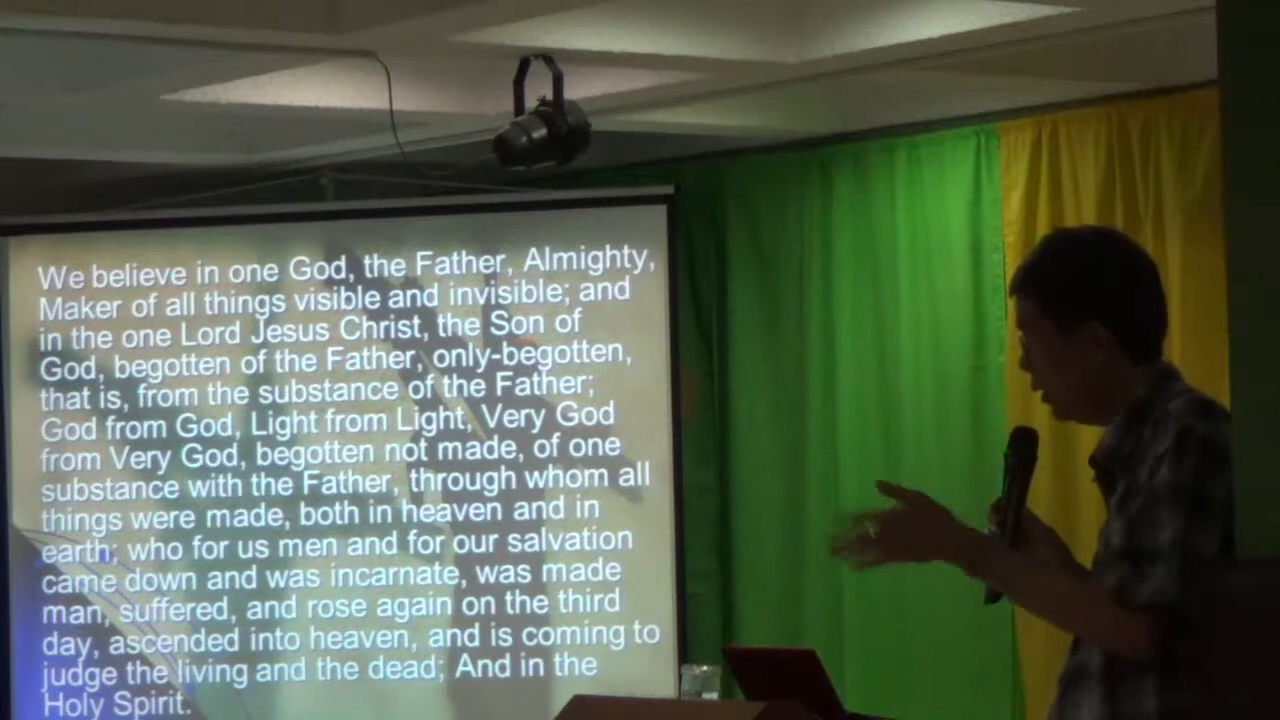 We believe in one God, the Father, Almighty,
Maker of all things visible and invisible; and
in the one Lord Jesus Christ, the Son of
God, begotten of the Father, only-begotten,
that is, from the substance of the Father;
God from God, Light from Light, Very God
from Very God, begotten not made, of one
substance with the Father, through whom all
things were made, both in heaven and in
earth; who for us men and for our salvation
came down and was incarnate, was made
man, suffered, and rose again on the third
day, ascended into heaven, and is coming to
judge the living and the dead; And in the
Holy Spirit.